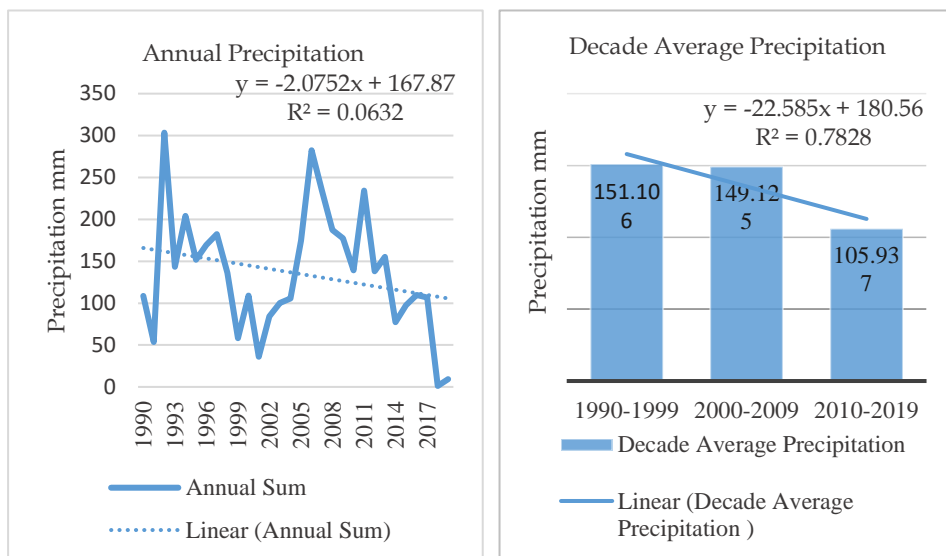 Annual Precipitation
y = -2.0752x + 167.87
R² = 0.0632
Precipitation mm
350
300
250
200
150
100
50
0
1990
1993
1996
1999
2002
2005
2008
2011
2014
2017
Annual Sum
Linear (Annual Sum)
Decade Average Precipitation
y = -22.585x + 180.56
R² = 0.7828
Precipitation mm
151.10
6
149.12
5
105.93
7
1990-1999
2000-2009
2010-2019
Decade Average Precipitation
Linear (Decade Average
Precipitation )